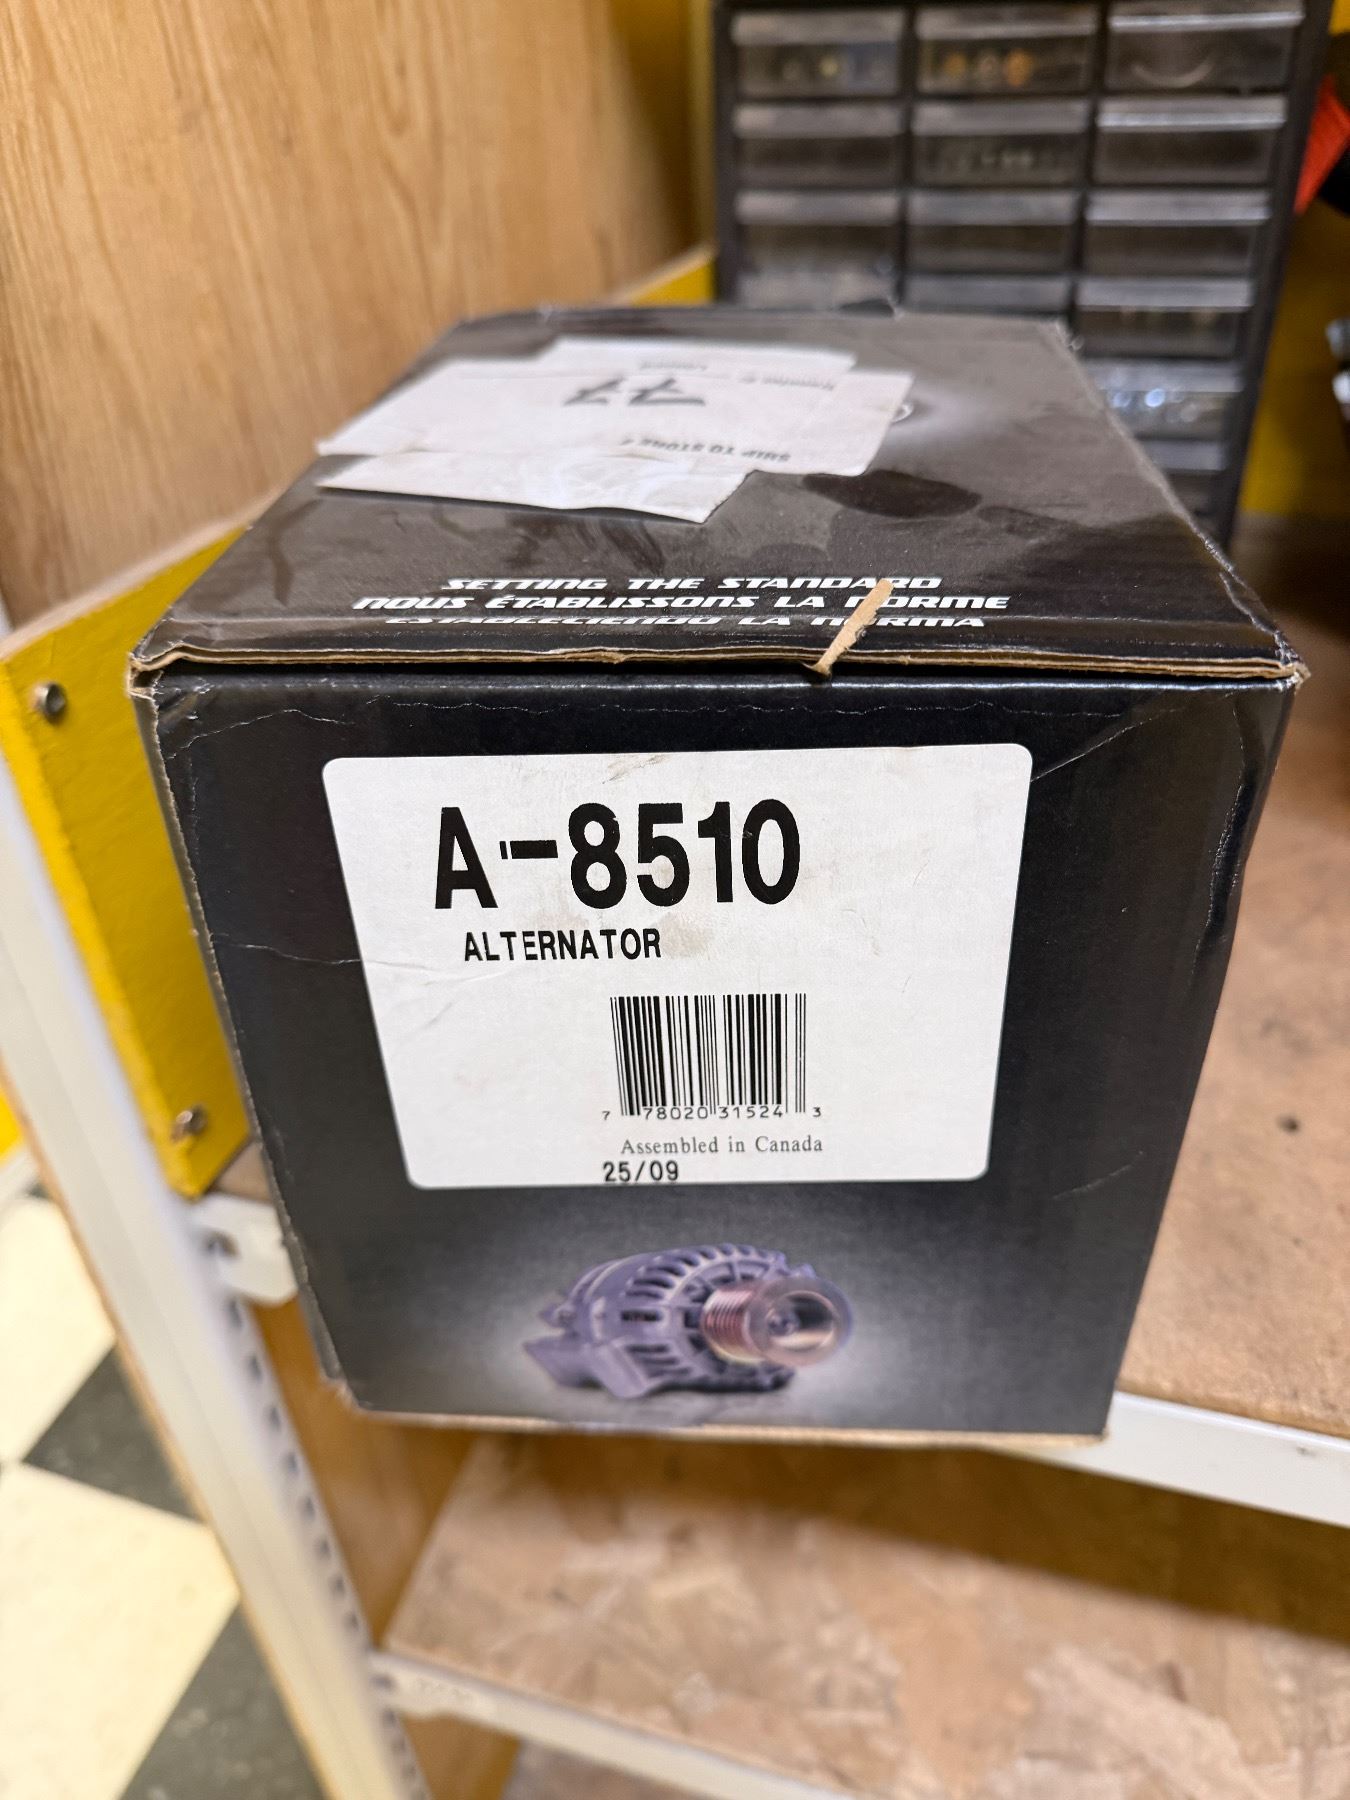 77
SHIP TO STORE #
SETTING THE STANDARD
NOUS ÉTABLISSONS LA NORME
ESTABLECIENDO LA NORMA
A-8510
ALTERNATOR
7 78020 31524 3
Assembled in Canada
25/09